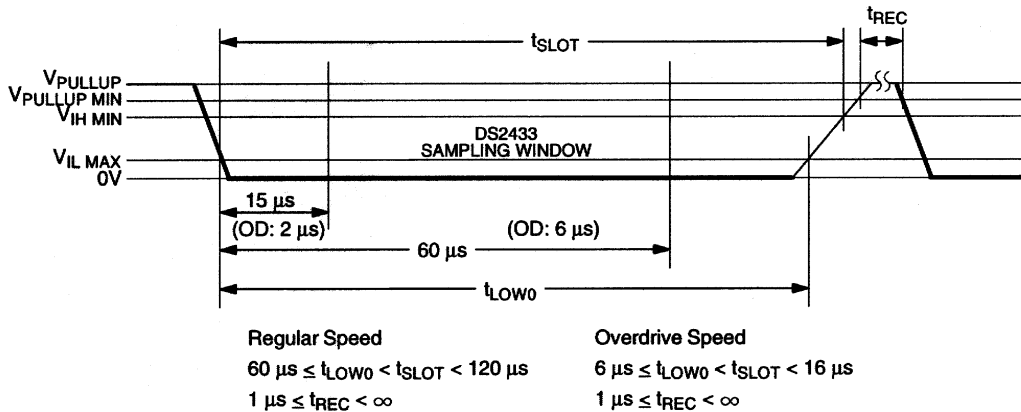 tREC
tSLOT
VPULLUP
VPULLUP MIN
VIH MIN
DS2433
SAMPLING WINDOW
VIL MAX
0V
15 μs
(OD: 2 μs)
(OD: 6 μs)
60 μs
tLOW0
Regular Speed
60 μs ≤ tLOW0 < tSLOT < 120 μs
1 μs ≤ tREC < ∞
Overdrive Speed
6 μs ≤ tLOW0 < tSLOT < 16 μs
1 μs ≤ tREC < ∞